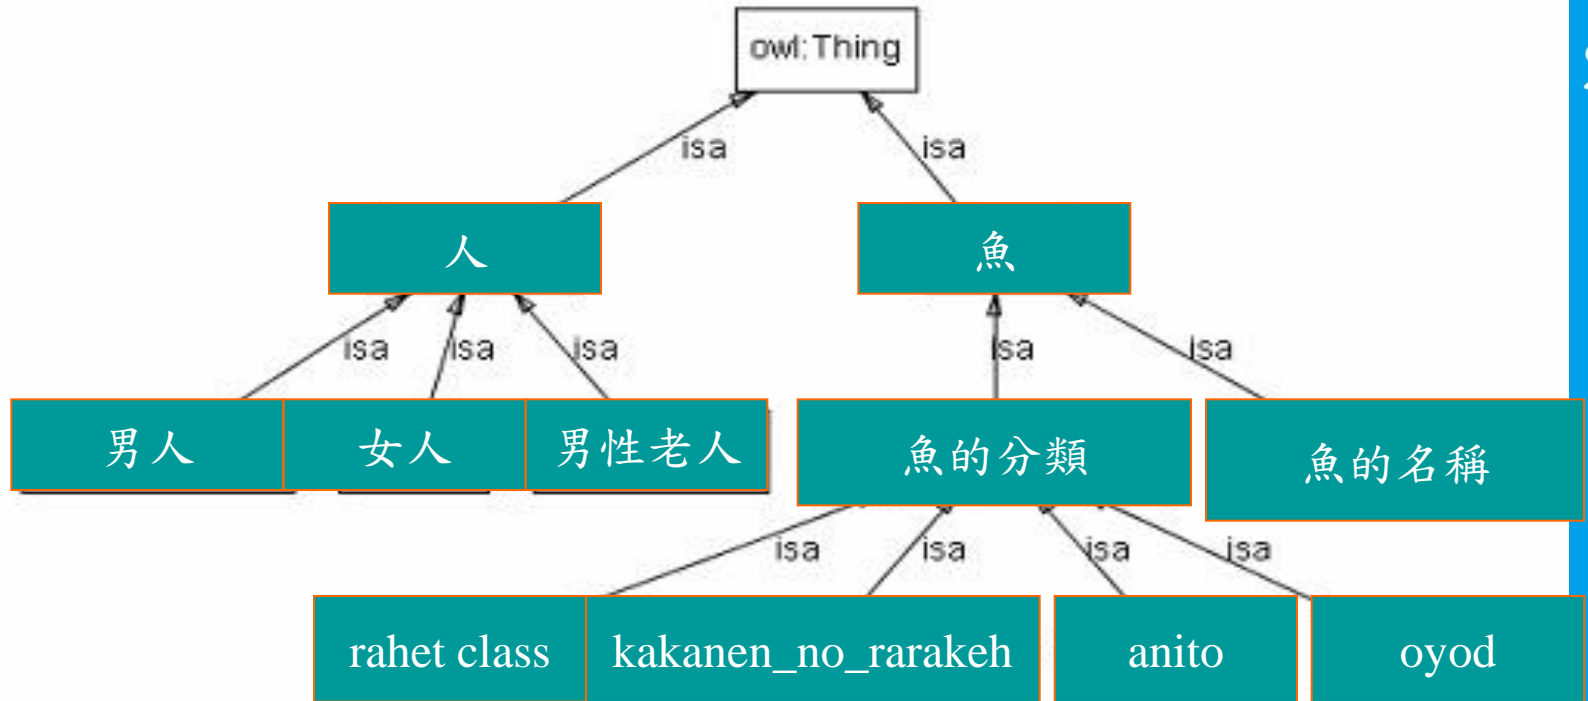 owl:Thing
isa
isa
人
魚
isa
isa
isa
isa
isa
男人
女人
男性老人
魚的分類
魚的名稱
isa
isa
isa
isa
rahet class
kakanen_no_rarakeh
anito
oyod